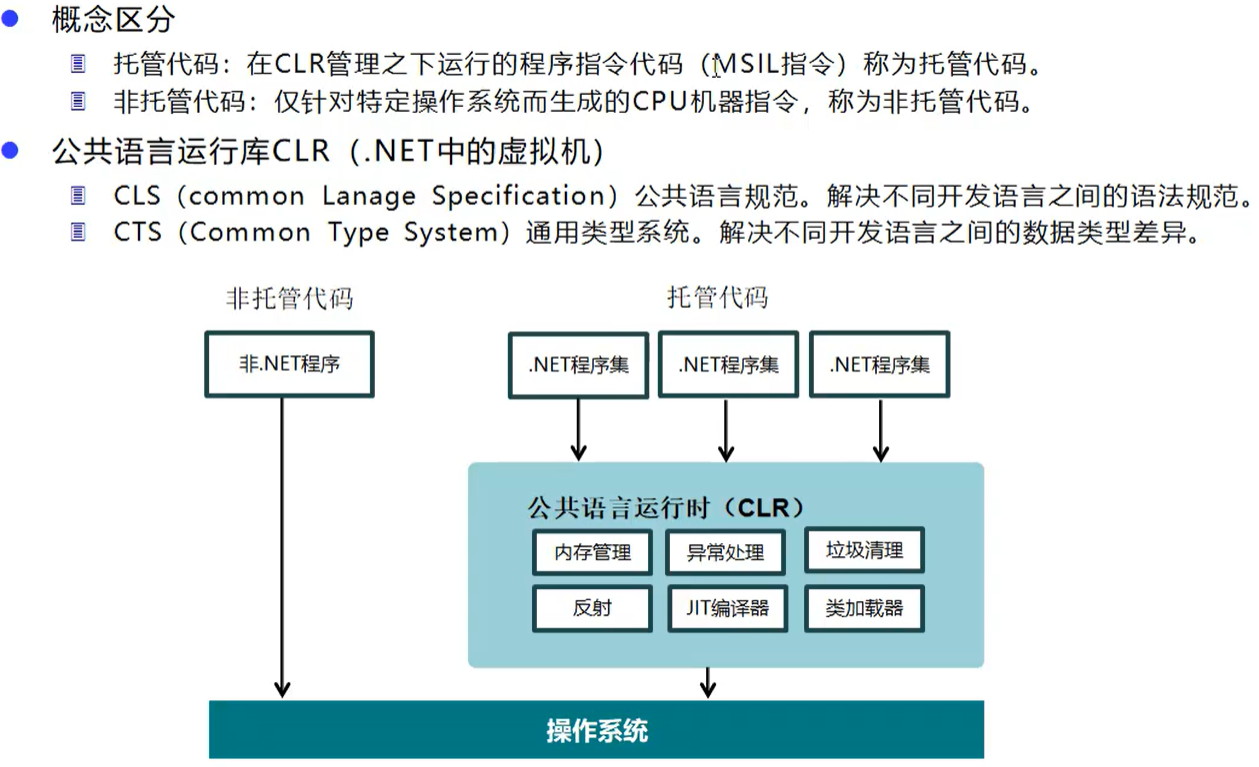 概念区分
托管代码：在CLR管理之下运行的程序指令代码（MSIL指令）称为托管代码。
非托管代码：仅针对特定操作系统而生成的CPU机器指令，称为非托管代码。
公共语言运行库CLR（.NET中的虚拟机）
CLS（common Lanage Specification）公共语言规范。解决不同开发语言之间的语法规范。
CTS（Common Type System）通用类型系统。解决不同开发语言之间的数据类型差异。
非托管代码 托管代码
非.NET程序 .NET程序集 .NET程序集 .NET程序集
公共语言运行时（CLR）
内存管理 异常处理 垃圾清理
反射 JIT编译器 类加载器
操作系统